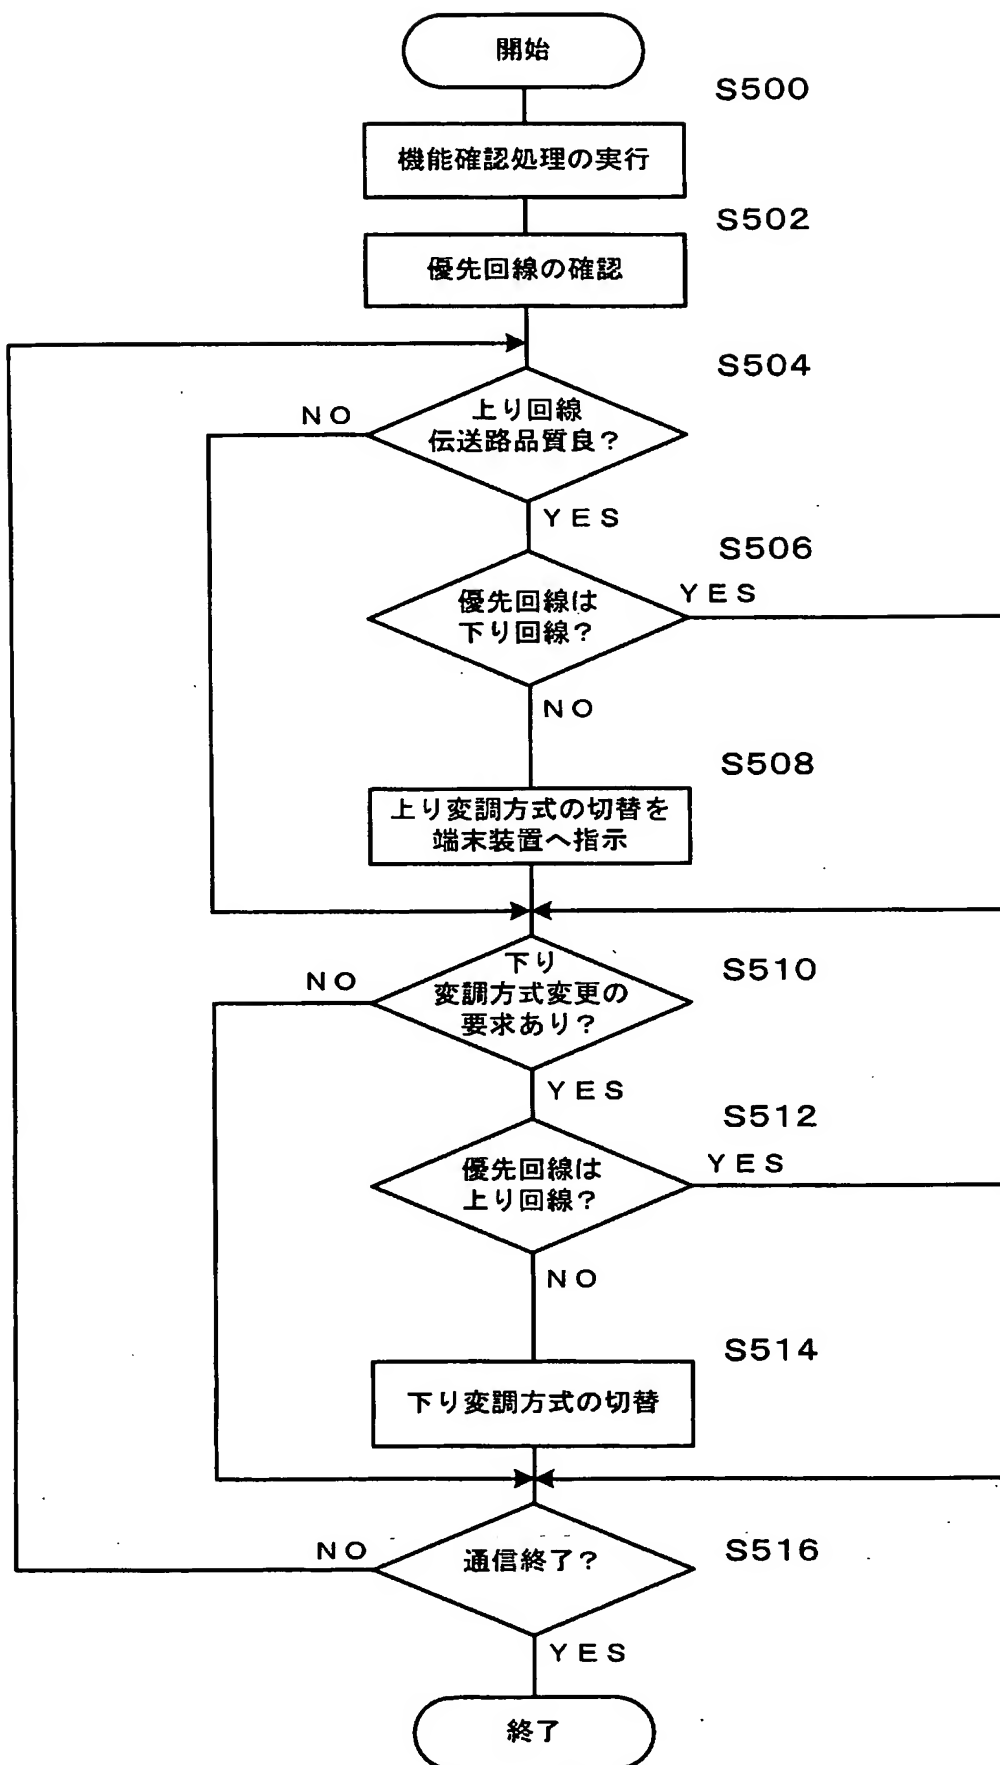 開始
S500
機能確認処理の実行
S502
優先回線の確認
S504
NO
上り回線
伝送路品質良？
YES
S506
優先回線は
下り回線？
YES
NO
S508
上り変調方式の切替を
端末装置へ指示
S510
NO
下り
変調方式変更の
要求あり？
YES
S512
優先回線は
上り回線？
YES
NO
S514
下り変調方式の切替
S516
NO
通信終了？
YES
終了